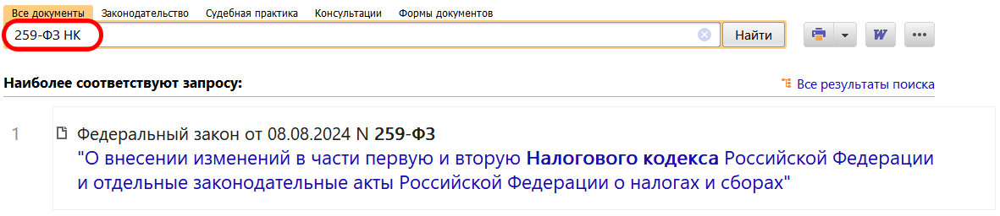 Все документы Законодательство Судебная практика Консультации Формы документов
259-ФЗ НК Найти W
Наиболее соответствуют запросу: Все результаты поиска
1 Федеральный закон от 08.08.2024 N 259-ФЗ
"О внесении изменений в части первую и вторую Налогового кодекса Российской Федерации
и отдельные законодательные акты Российской Федерации о налогах и сборах"